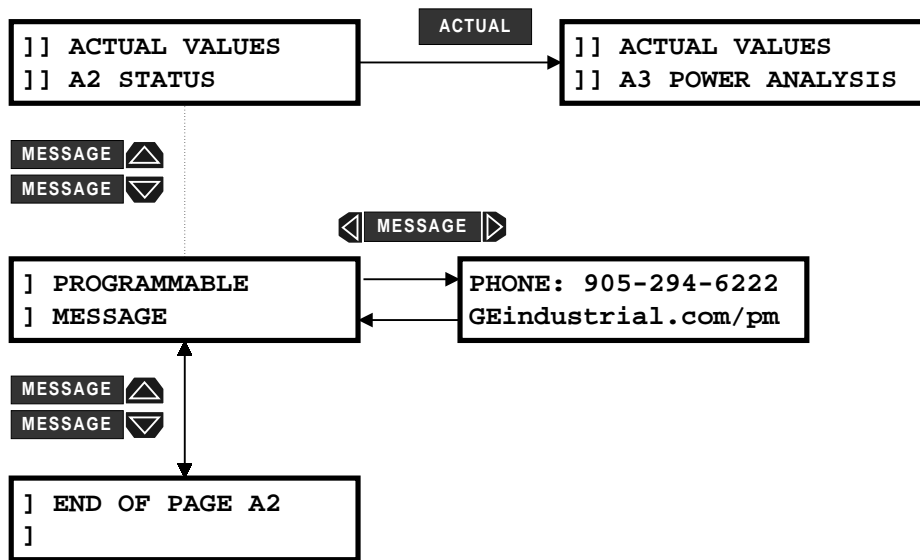 ACTUAL
]] ACTUAL VALUES
]] A2 STATUS
]] ACTUAL VALUES
]] A3 POWER ANALYSIS
MESSAGE
MESSAGE
MESSAGE
] PROGRAMMABLE
] MESSAGE
PHONE: 905-294-6222
GEindustrial.com/pm
MESSAGE
MESSAGE
] END OF PAGE A2
]